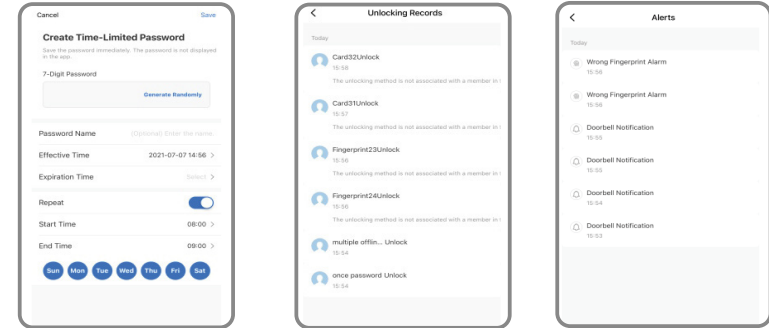 Cancel Save
Create Time-Limited Password
Save the password immediately. The password is not displayed
in the app.
7-Digit Password
Generate Randomly
Password Name (Optional) Enter the name
Effective Time 2021-07-07 14:56 >
Expiration Time Select >
Repeat
Start Time 08:00 >
End Time 09:00 >
Sun Mon Tue Wed Thu Fri Sat
Unlocking Records
Today
Card32Unlock
15:58
The unlocking method is not associated with a member in
Card31Unlock
15:57
The unlocking method is not associated with a member in
Fingerprint23Unlock
15:56
The unlocking method is not associated with a member in
Fingerprint24Unlock
15:56
The unlocking method is not associated with a member in
multiple offlin... Unlock
15:54
once password Unlock
15:54
Alerts
Today
Wrong Fingerprint Alarm
15:56
Wrong Fingerprint Alarm
15:56
Doorbell Notification
15:55
Doorbell Notification
15:55
Doorbell Notification
15:54
Doorbell Notification
15:53